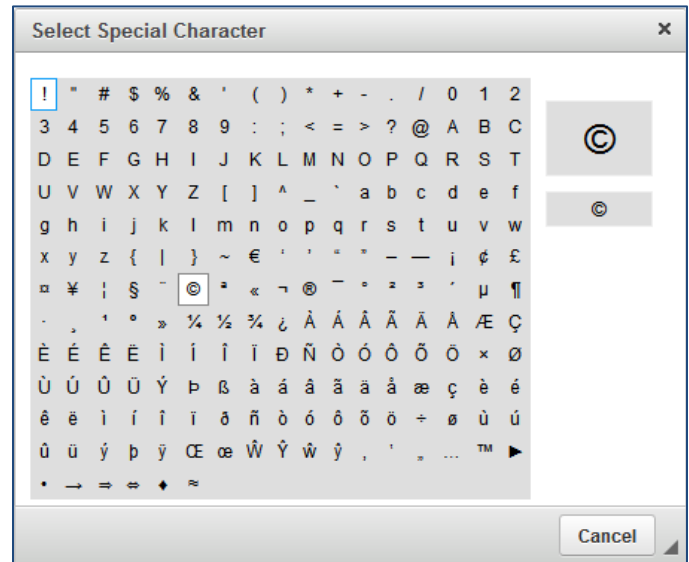 Select Special Character ×
! " # $ % & ' ( ) * + - . / 0 1 2
3 4 5 6 7 8 9 : ; < = > ? @ A B C
©
D E F G H I J K L M N O P Q R S T
U V W X Y Z [ ] ^ _ ` a b c d e f
©
g h i j k l m n o p q r s t u v w
x y z { | } ~ € ‘ ’ “ ” – — ¡ ¢ £
¤ ¥ ¦ § ¨ © ª « ¬ ® ¯ ° ² ³ ´ µ ¶
· ¸ ¹ º » ¼ ½ ¾ ¿ À Á Â Ã Ä Å Æ Ç
È É Ê Ë Ì Í Î Ï Ð Ñ Ò Ó Ô Õ Ö × Ø
Ù Ú Û Ü Ý Þ ß à á â ã ä å æ ç è é
ê ë ì í î ï ð ñ ò ó ô õ ö ÷ ø ù ú
û ü ý þ ÿ Œ œ Ŵ Ŷ ŵ ŷ ‚ ‛ „ … ™ ►
• → ⇒ ⇔ ♦ ≈
Cancel